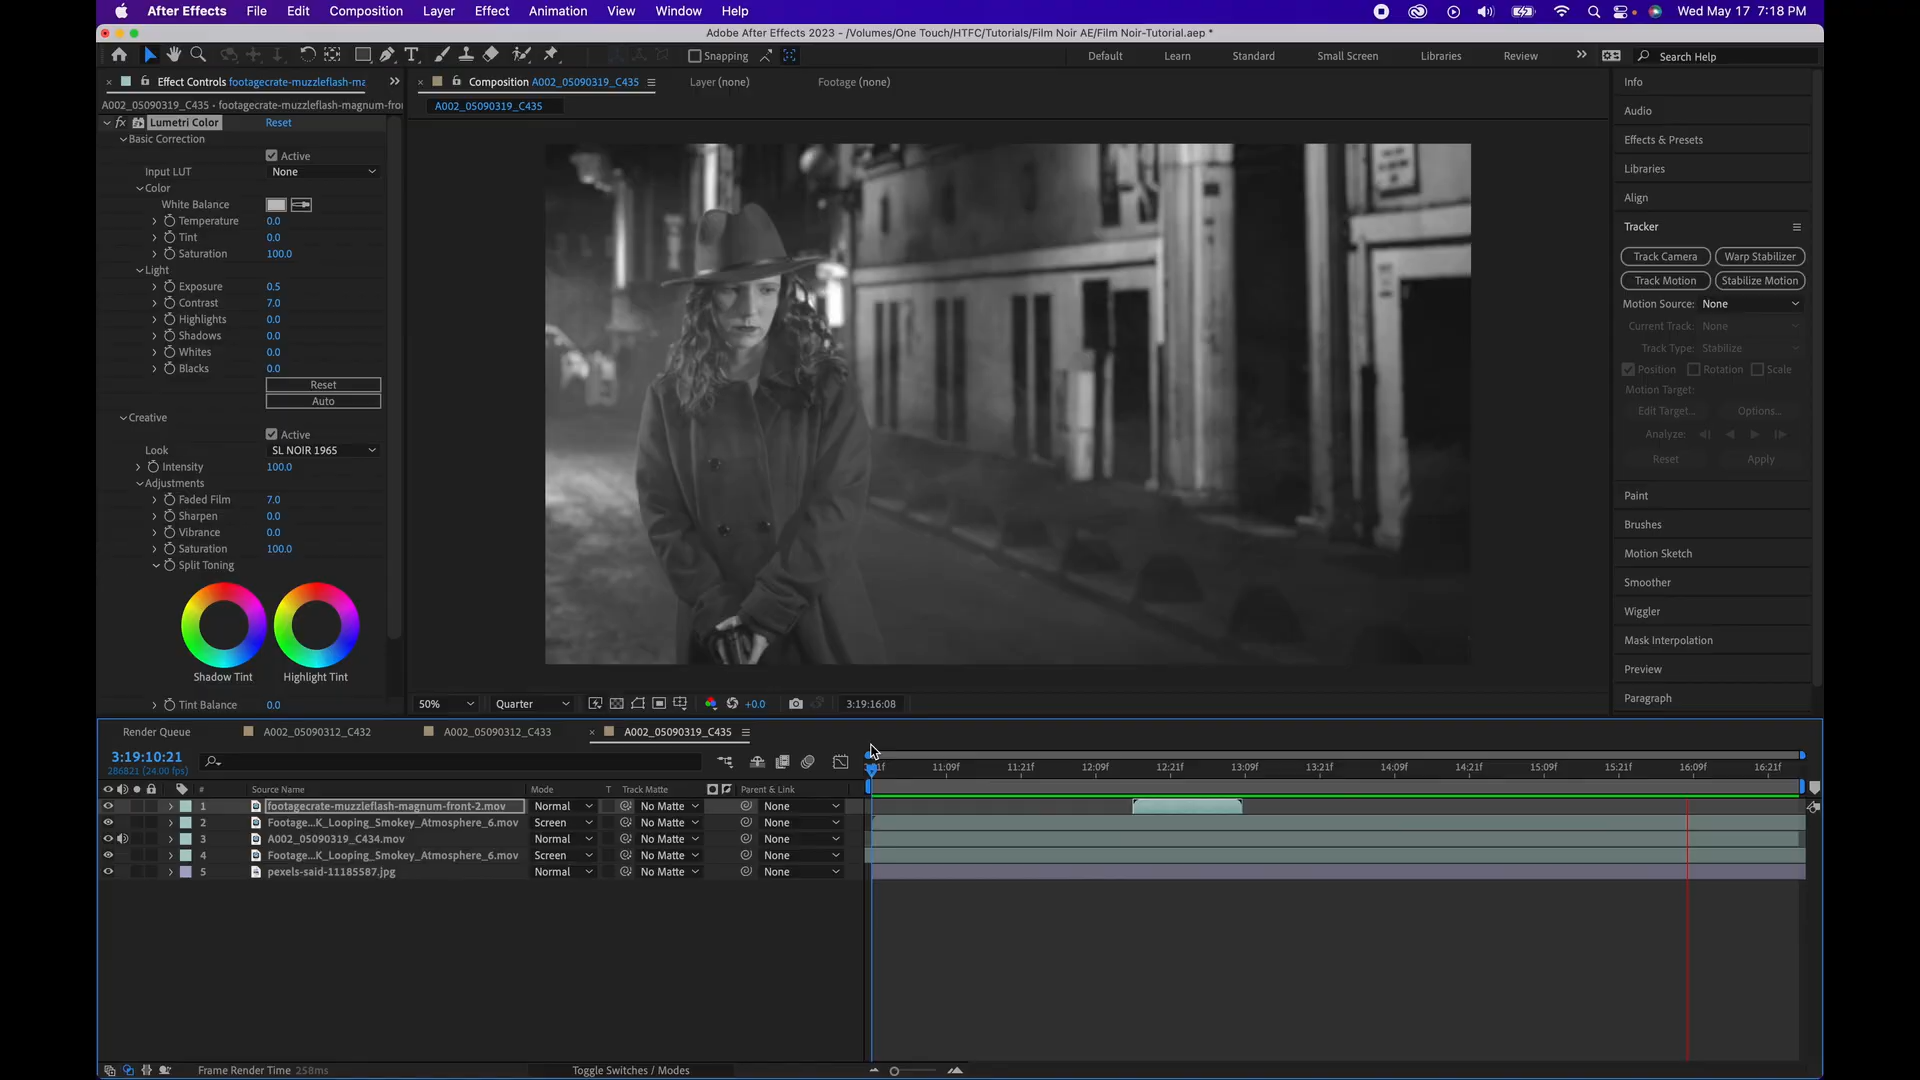 After Effects File Edit Composition Layer Effect Animation View Window Help Wed May 17 7:18 PM
Adobe After Effects 2023 - /Volumes/One Touch/HTFC/Tutorials/Film Noir AE/Film Noir-Tutorial.aep *
Snapping Default Learn Standard Small Screen Libraries Review Search Help
Effect Controls footagecrate-muzzleflash-ma
Composition A002_05090319_C435 Layer (none) Footage (none)
A002_05090319_C435 • footagecrate-muzzleflash-magnum-fro
A002_05090319_C435
fx Lumetri Color Reset
Basic Correction
Active
Input LUT None
Color
White Balance
Temperature 0.0
Tint 0.0
Saturation 100.0
Light
Exposure 0.5
Contrast 7.0
Highlights 0.0
Shadows 0.0
Whites 0.0
Blacks 0.0
Reset
Auto
Creative
Active
Look SL NOIR 1965
Intensity 100.0
Adjustments
Faded Film 7.0
Sharpen 0.0
Vibrance 0.0
Saturation 100.0
Split Toning
Shadow Tint Highlight Tint
Tint Balance 0.0
Info
Audio
Effects & Presets
Libraries
Align
Tracker
Track Camera Warp Stabilizer
Track Motion Stabilize Motion
Motion Source: None
Current Track: None
Track Type: Stabilize
Position Rotation Scale
Motion Target:
Edit Target... Options...
Analyze:
Reset Apply
Paint
Brushes
Motion Sketch
Smoother
Wiggler
Mask Interpolation
Preview
Paragraph
50% Quarter +0.0 3:19:16:08
Render Queue A002_05090312_C432 A002_05090312_C433 A002_05090319_C435
3:19:10:21
286821 (24.00 fps)
11:09f 11:21f 12:09f 12:21f 13:09f 13:21f 14:09f 14:21f 15:09f 15:21f 16:09f 16:21f
# Source Name Mode T Track Matte Parent & Link
1 footagecrate-muzzleflash-magnum-front-2.mov Normal No Matte None
2 Footage...K_Looping_Smokey_Atmosphere_6.mov Screen No Matte None
3 A002_05090319_C434.mov Normal No Matte None
4 Footage...K_Looping_Smokey_Atmosphere_6.mov Screen No Matte None
5 pexels-said-11185587.jpg Normal No Matte None
Frame Render Time 258ms Toggle Switches / Modes